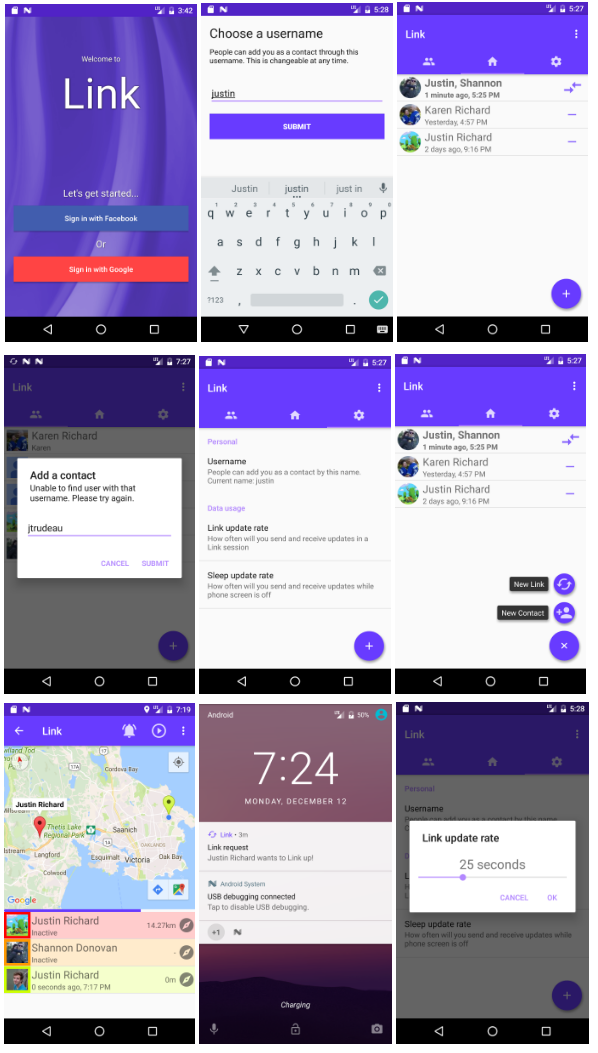 3:42
Welcome to
Link
Let's get started...
Sign in with Facebook
Or
Sign in with Google
5:28
Choose a username
People can add you as a contact through this
username. This is changeable at any time.
justin
SUBMIT
Justin justin just in
1 2 3 4 5 6 7 8 9 0
q w e r t y u i o p
a s d f g h j k l
z x c v b n m
?123 , .
5:27
Link
Justin, Shannon
1 minute ago, 5:25 PM
Karen Richard
Yesterday, 4:57 PM
Justin Richard
2 days ago, 9:16 PM
+
7:27
Link
Karen Richard
Karen
Add a contact
Unable to find user with that
username. Please try again.
jtrudeau
CANCEL SUBMIT
+
5:27
Link
Personal
Username
People can add you as a contact by this name.
Current name: justin
Data usage
Link update rate
How often will you send and receive updates in a
Link session
Sleep update rate
How often will you send and receive updates while
phone screen is off
+
5:27
Link
Justin, Shannon
1 minute ago, 5:25 PM
Karen Richard
Yesterday, 4:57 PM
Justin Richard
2 days ago, 9:16 PM
New Link
New Contact
×
7:19
Link
17
17A
Cordova Bay
Justin Richard
Thetis Lake
Regional Park
Saanich
OAKLANDS
Langford
Esquimalt Victoria Oak Bay
Colwood
Google
Justin Richard
Inactive
14.27km
Shannon Donovan
Inactive
-
Justin Richard
0 seconds ago, 7:17 PM
0m
Android 50%
7:24
MONDAY, DECEMBER 12
Link • 3m
Link request
Justin Richard wants to Link up!
Android System
USB debugging connected
Tap to disable USB debugging.
+1
Charging
5:28
Link
Personal
Username
Link update rate
25 seconds
CANCEL OK
Sleep update rate
How often will you send and receive updates while
phone screen is off
+